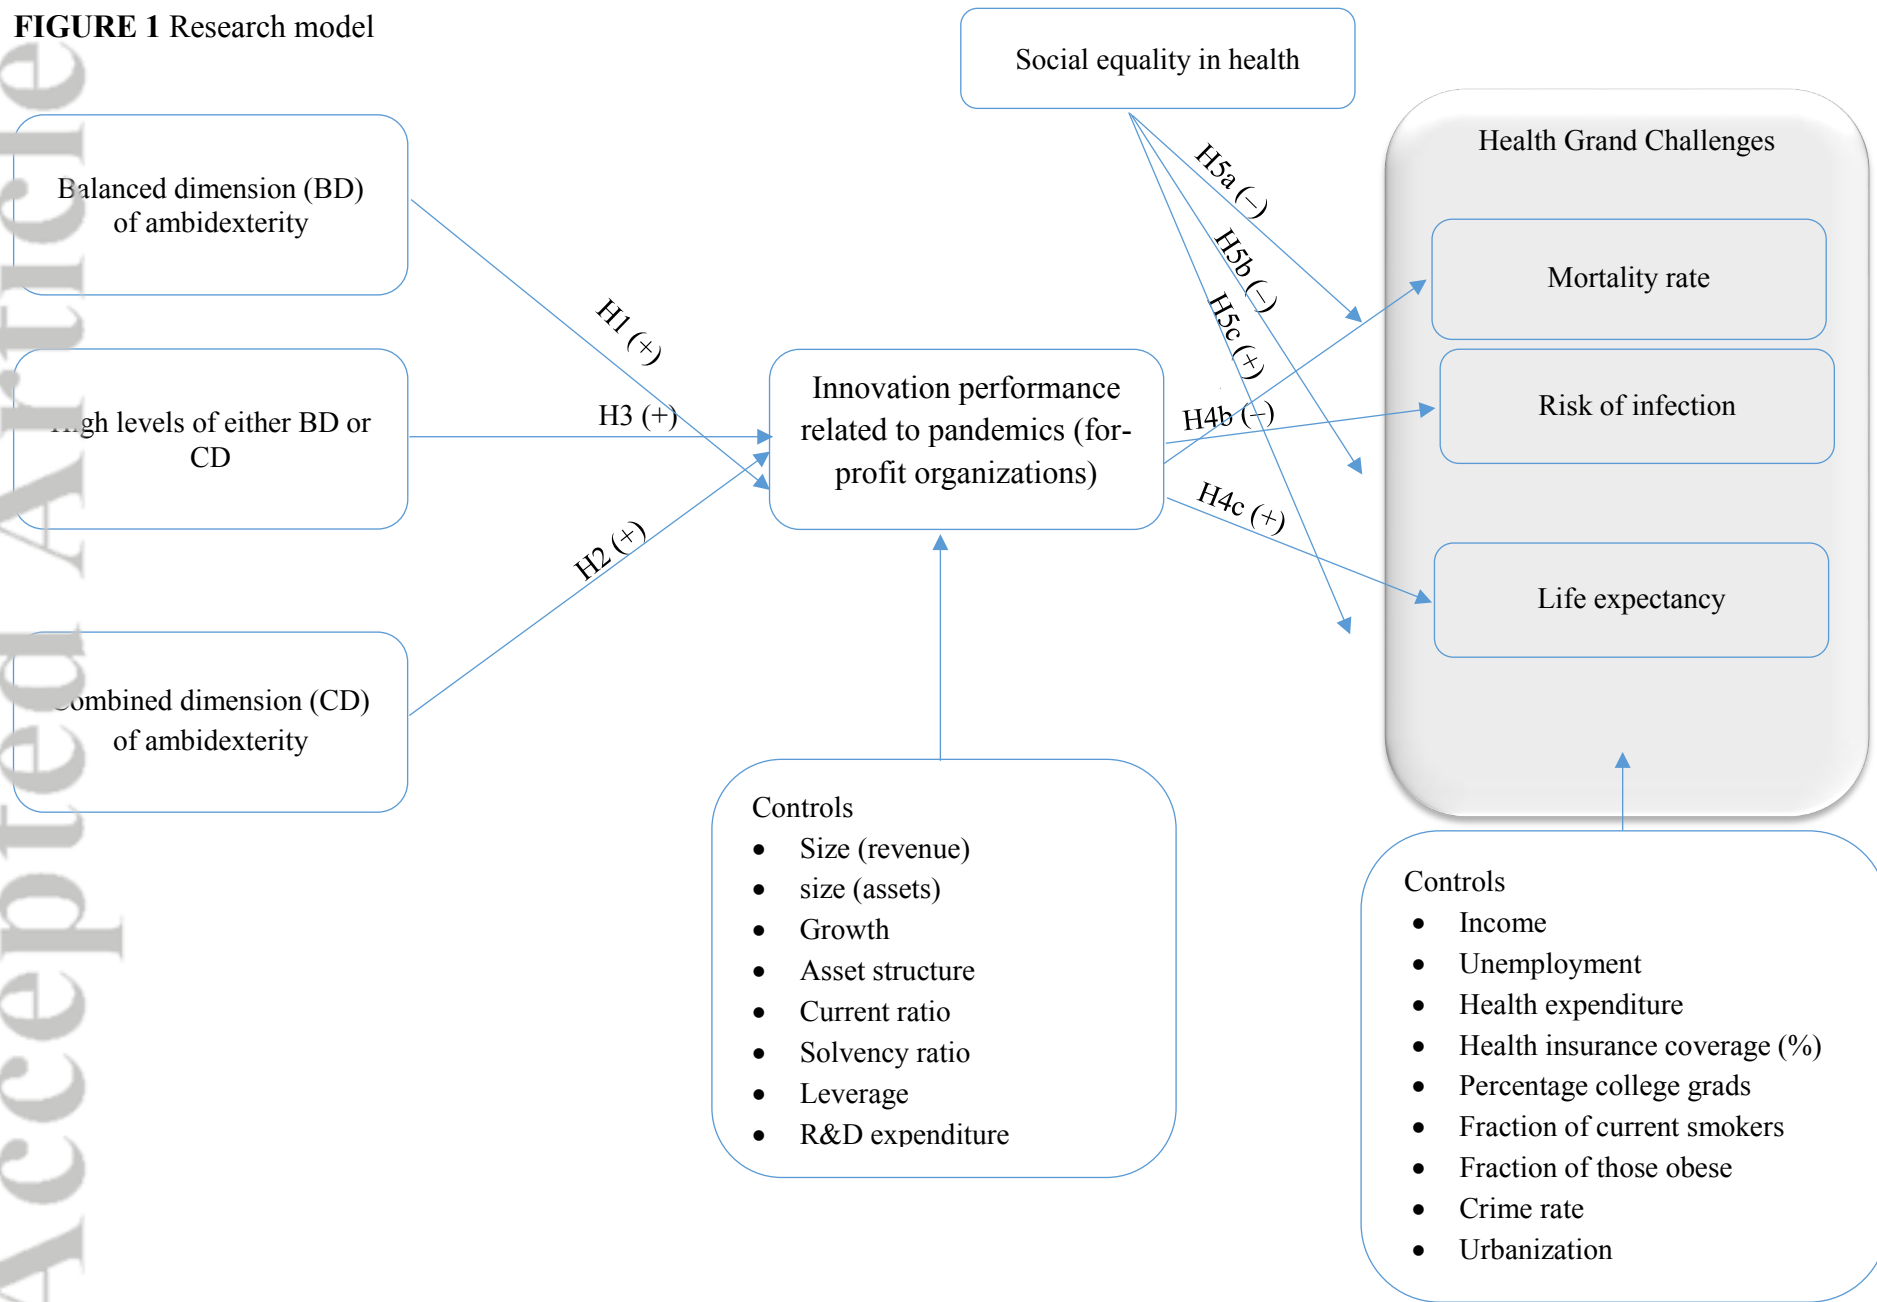 FIGURE 1 Research model
Accepted Article
Social equality in health
Health Grand Challenges
Balanced dimension (BD)
of ambidexterity
H5a (–)
H5b (–)
H5c (+)
Mortality rate
H1 (+)
High levels of either BD or
CD
H3 (+)
Innovation performance
related to pandemics (for-
profit organizations)
H4b (–)
Risk of infection
H4c (+)
H2 (+)
Life expectancy
Combined dimension (CD)
of ambidexterity
Controls
• Size (revenue)
• size (assets)
• Growth
• Asset structure
• Current ratio
• Solvency ratio
• Leverage
• R&D expenditure
Controls
• Income
• Unemployment
• Health expenditure
• Health insurance coverage (%)
• Percentage college grads
• Fraction of current smokers
• Fraction of those obese
• Crime rate
• Urbanization